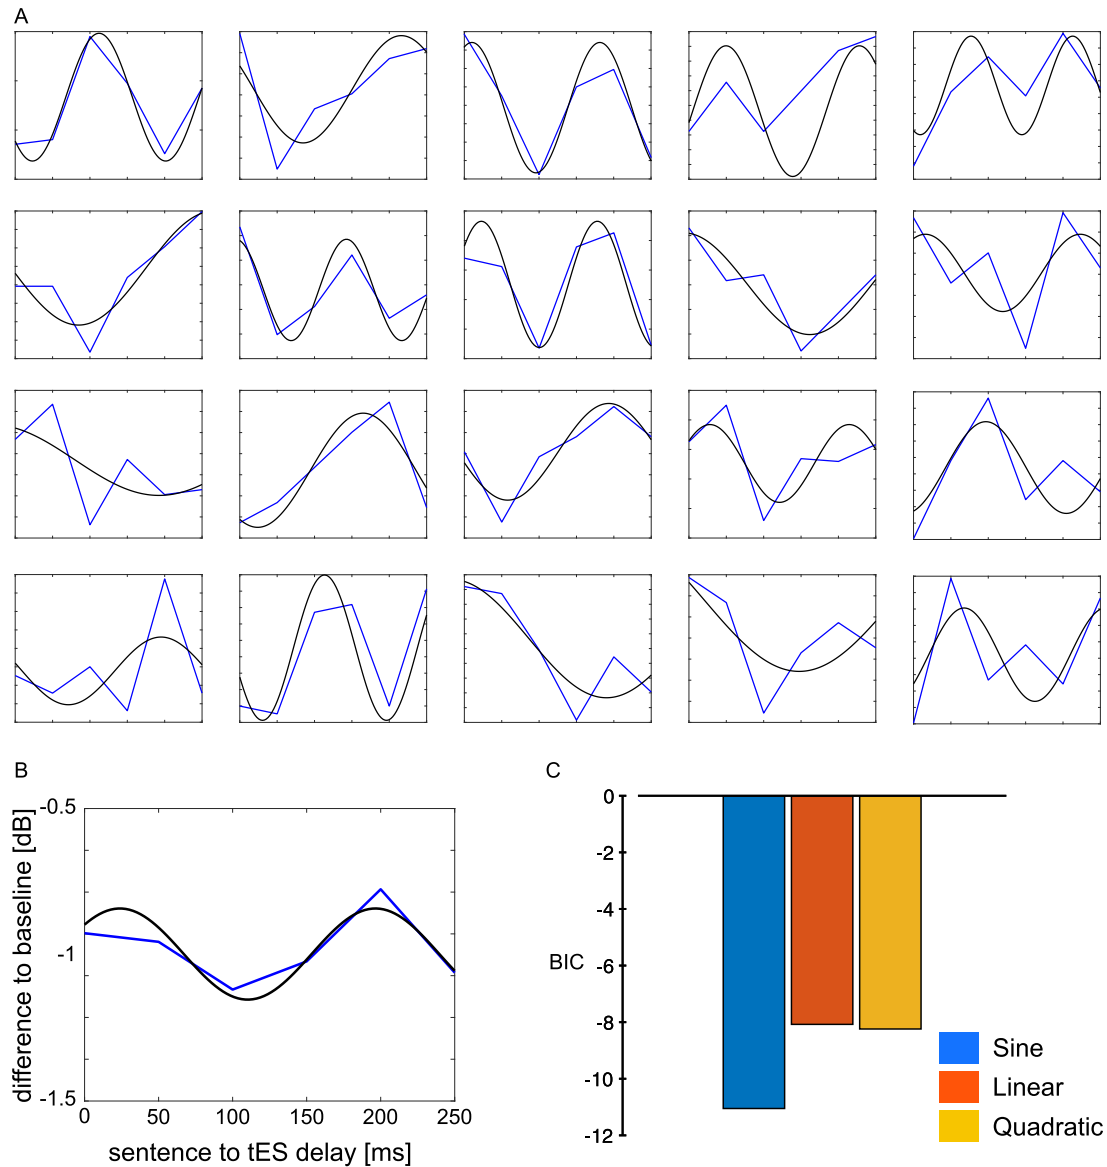 A
B
difference to baseline [dB]
-0.5
-1
-1.5
0 50 100 150 200 250
sentence to tES delay [ms]
C
BIC
0
-2
-4
-6
-8
-10
-12
Sine
Linear
Quadratic